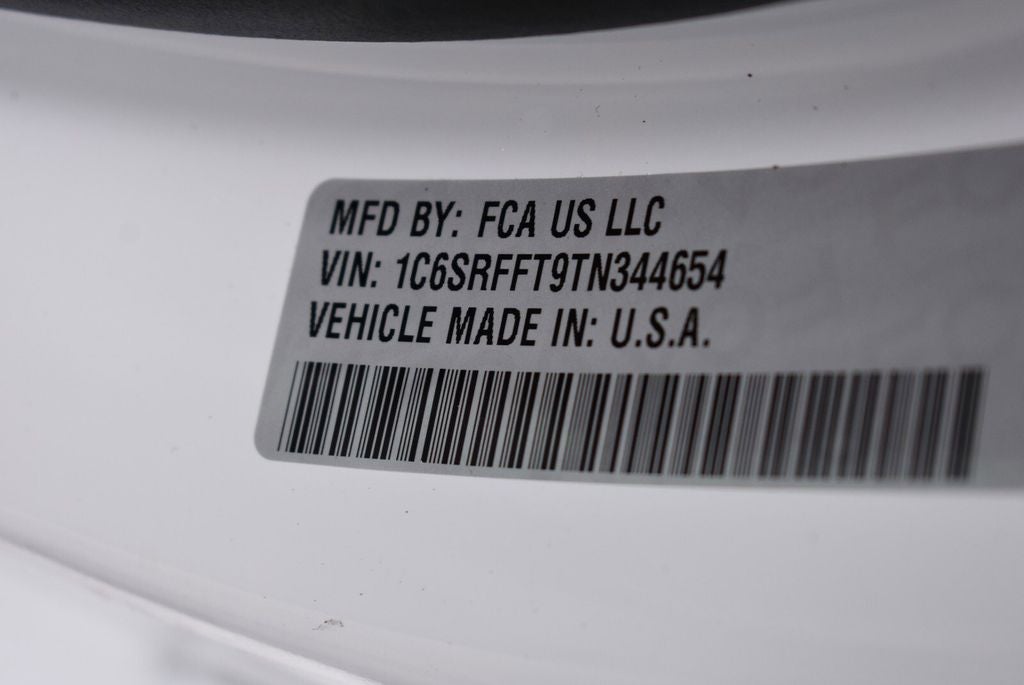 MFD BY: FCA US LLC
VIN: 1C6SRFFT9TN344654
VEHICLE MADE IN: U.S.A.